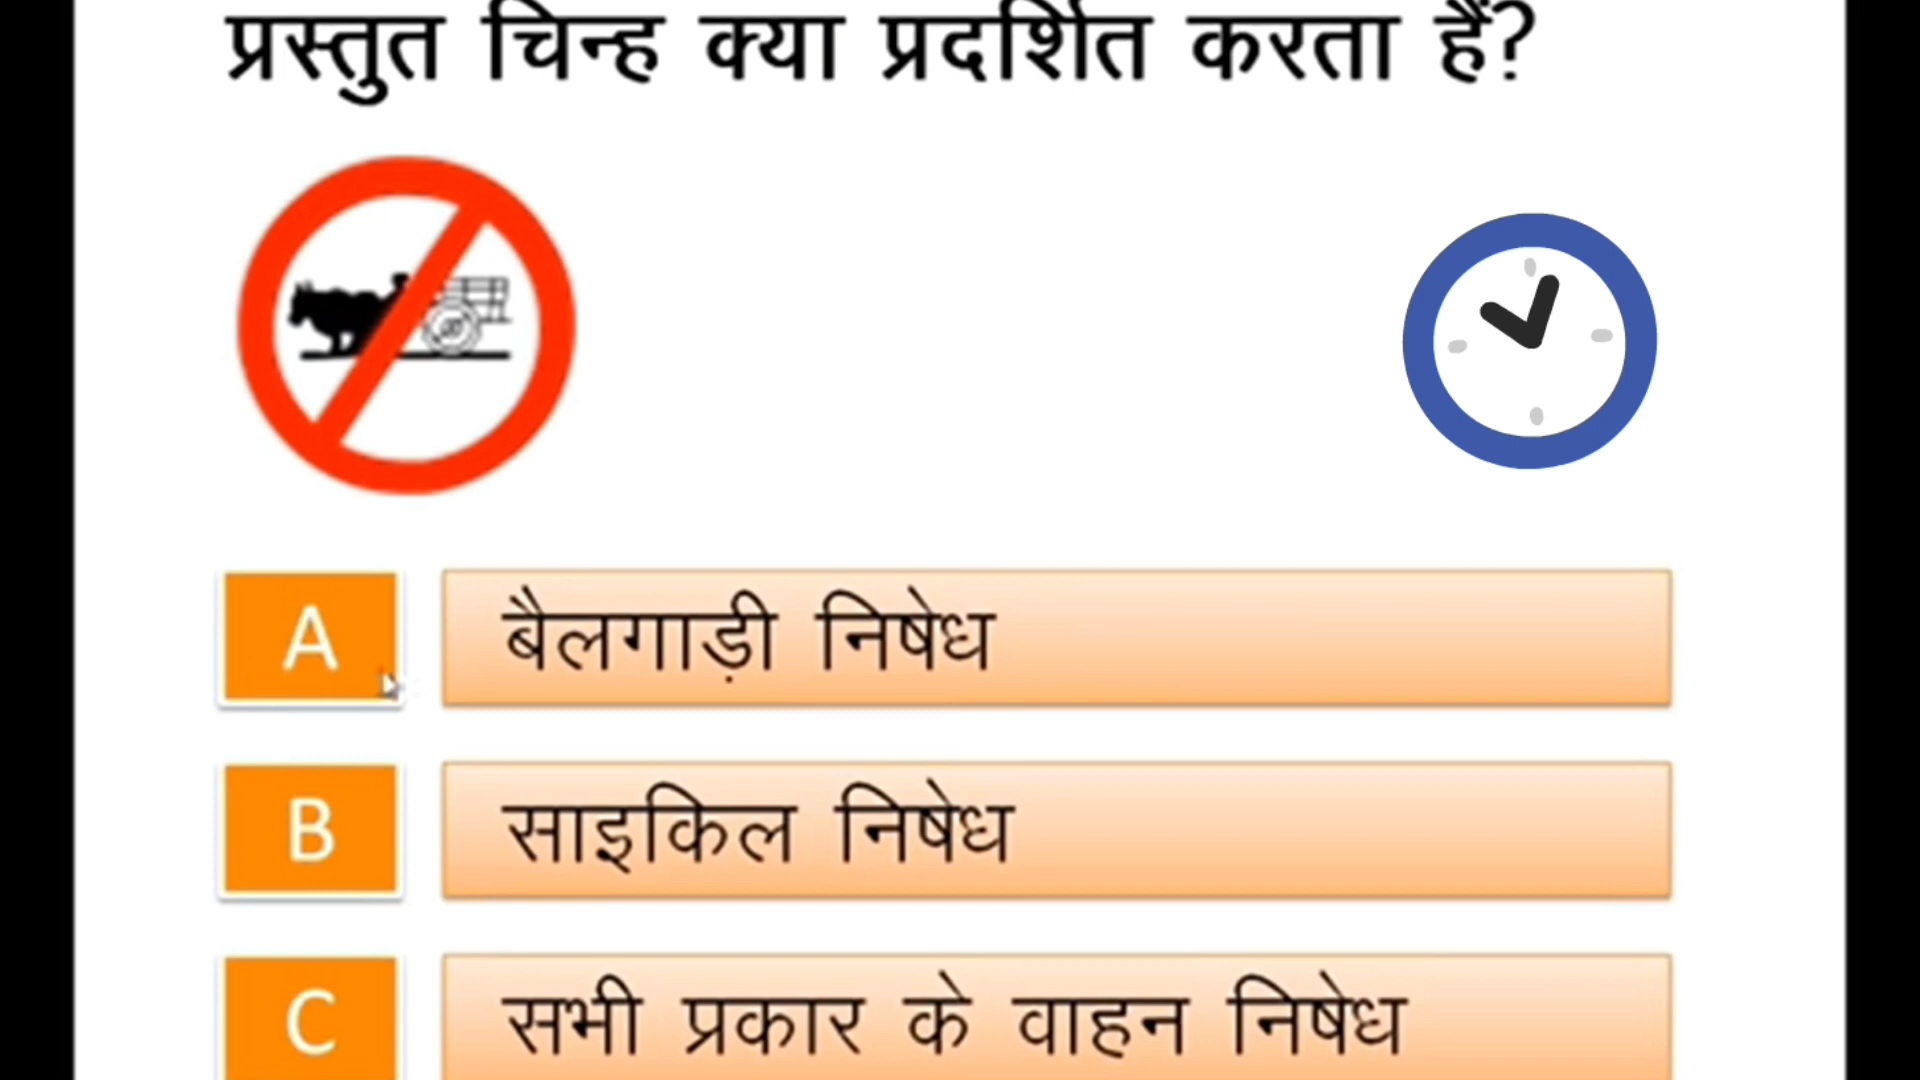 प्रस्तुत चिन्ह क्या प्रदर्शित करता हैं?
A बैलगाड़ी निषेध
B साइकिल निषेध
C सभी प्रकार के वाहन निषेध